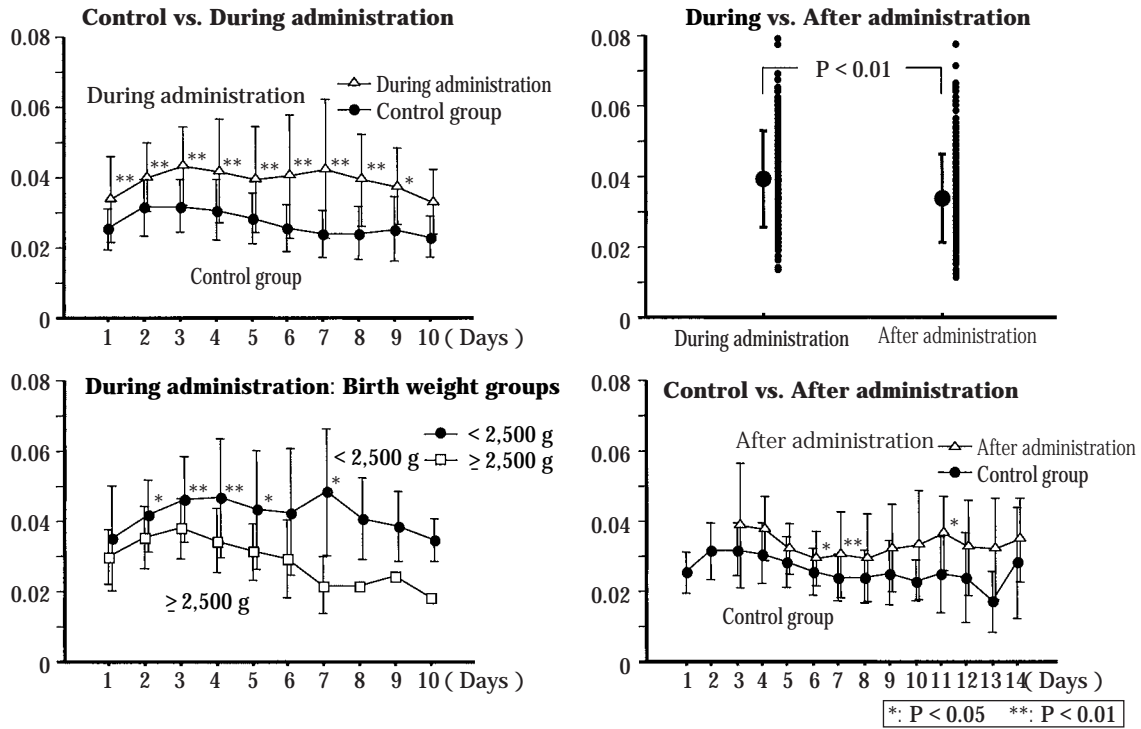 Control vs. During administration
0.08
0.06
0.04
0.02
0
During administration
During administration
Control group
**
**
**
**
**
**
**
**
*
Control group
1 2 3 4 5 6 7 8 9 10 ( Days )
During vs. After administration
0.08
0.06
0.04
0.02
0
P < 0.01
During administration
After administration
During administration: Birth weight groups
0.08
0.06
0.04
0.02
0
< 2,500 g
< 2,500 g
≥ 2,500 g
*
**
**
*
*
≥ 2,500 g
1 2 3 4 5 6 7 8 9 10 ( Days )
Control vs. After administration
0.08
0.06
0.04
0.02
0
After administration
After administration
Control group
*
**
*
Control group
1 2 3 4 5 6 7 8 9 10 11 12 13 14 (Days )
*: P < 0.05 **: P < 0.01